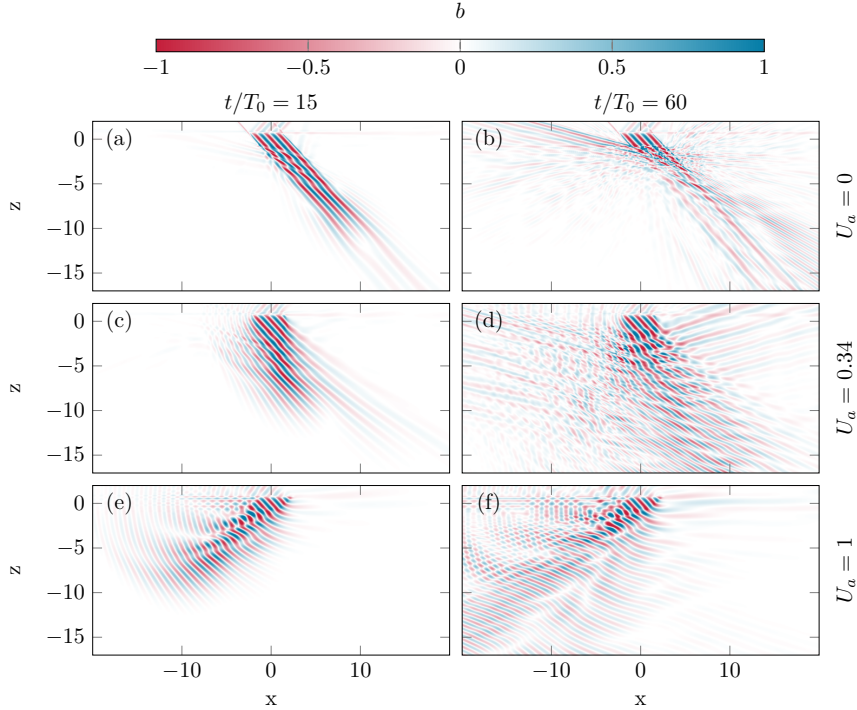 b
−1 −0.5 0 0.5 1
t/T₀ = 15 t/T₀ = 60
(a) (b)
0
−5
−10
−15
z
U_a = 0
(c) (d)
0
−5
−10
−15
z
U_a = 0.34
(e) (f)
0
−5
−10
−15
z
U_a = 1
−10 0 10 −10 0 10
x x